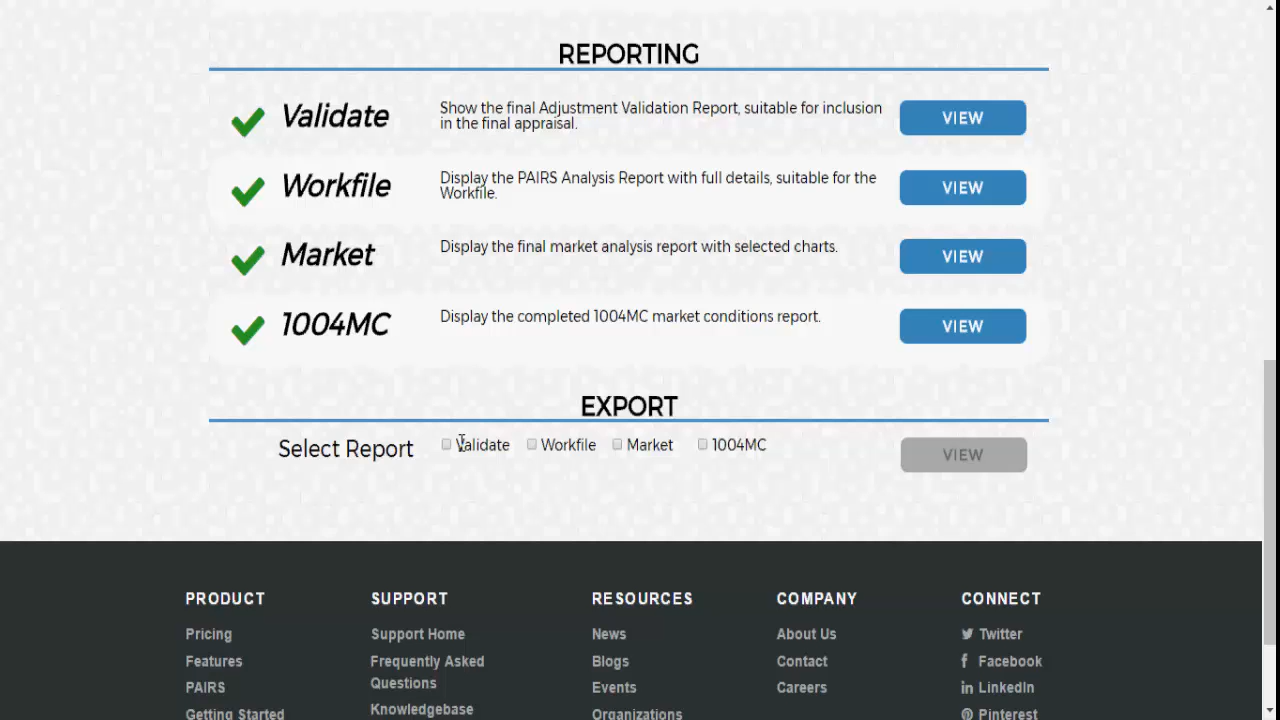 REPORTING
Validate
Show the final Adjustment Validation Report, suitable for inclusion
in the final appraisal.
VIEW
Workfile
Display the PAIRS Analysis Report with full details, suitable for the
Workfile.
VIEW
Market
Display the final market analysis report with selected charts.
VIEW
1004MC
Display the completed 1004MC market conditions report.
VIEW
EXPORT
Select Report
Validate
Workfile
Market
1004MC
VIEW
PRODUCT
Pricing
Features
PAIRS
Getting Started
SUPPORT
Support Home
Frequently Asked
Questions
Knowledgebase
RESOURCES
News
Blogs
Events
Organizations
COMPANY
About Us
Contact
Careers
CONNECT
Twitter
Facebook
LinkedIn
Pinterest